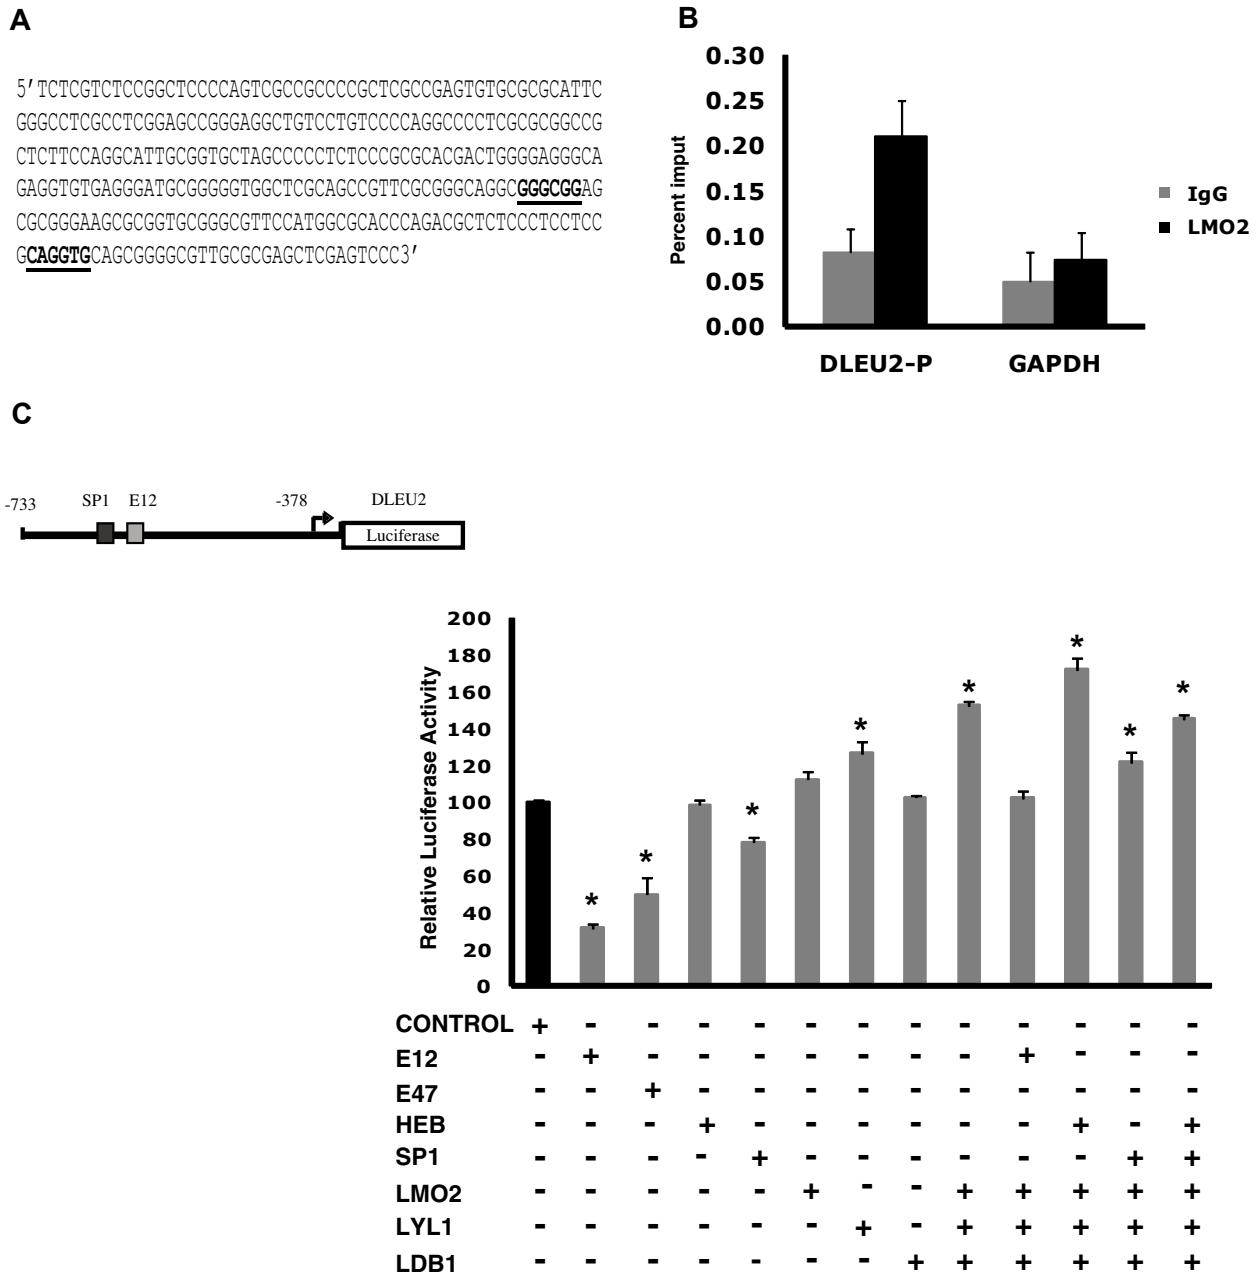 A
5'TCTCGTCTCCGGCTCCCCAGTCGCCGCCCCGCTCGCCGAGTGTGCGCGCATTC
GGGCCTCGCCTCGGAGCCGGGAGGCTGTCCTGTCCCCAGGCCCCTCGCGCGGCCG
CTCTTCCAGGCATTGCGGTGCTAGCCCCCTCTCCCGCGCACGACTGGGGAGGGCA
GAGGTGTGAGGGATGCGGGGGTGGCTCGCAGCCGTTCGCGGGCAGGCGGGCGGAG
CGCGGGAAGCGCGGTGCGGGCGTTCCATGGCGCACCCAGACGCTCTCCCTCCTCC
GCAGGTGCAGCGGGGCGTTGCGCGAGCTCGAGTCCC3'
B
0.30
0.25
0.20
0.15
0.10
0.05
0.00
Percent imput
DLEU2-P GAPDH
IgG
LMO2
C
-733 SP1 E12 -378 DLEU2
Luciferase
Relative Luciferase Activity
200
180
160
140
120
100
80
60
40
20
0
* * * * * * * *
CONTROL + - - - - - - - - - - - -
E12 - + - - - - - - - + - - -
E47 - - + - - - - - - - - - -
HEB - - - + - - - - - - + - +
SP1 - - - - + - - - - - - + +
LMO2 - - - - - + - - + + + + +
LYL1 - - - - - - + - + + + + +
LDB1 - - - - - - - + + + + + +